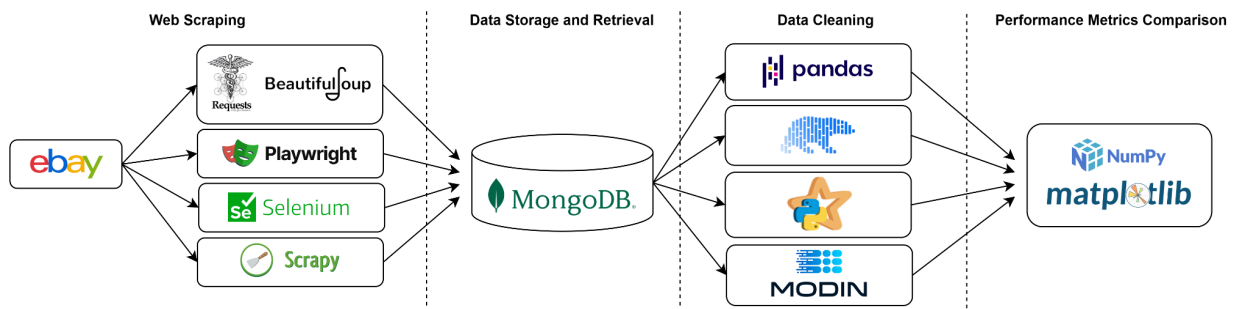 Web Scraping
Data Storage and Retrieval
Data Cleaning
Performance Metrics Comparison
ebay
Requests
BeautifulSoup
Playwright
Se Selenium
Scrapy
MongoDB.
pandas
MODIN
NumPy
matplotlib